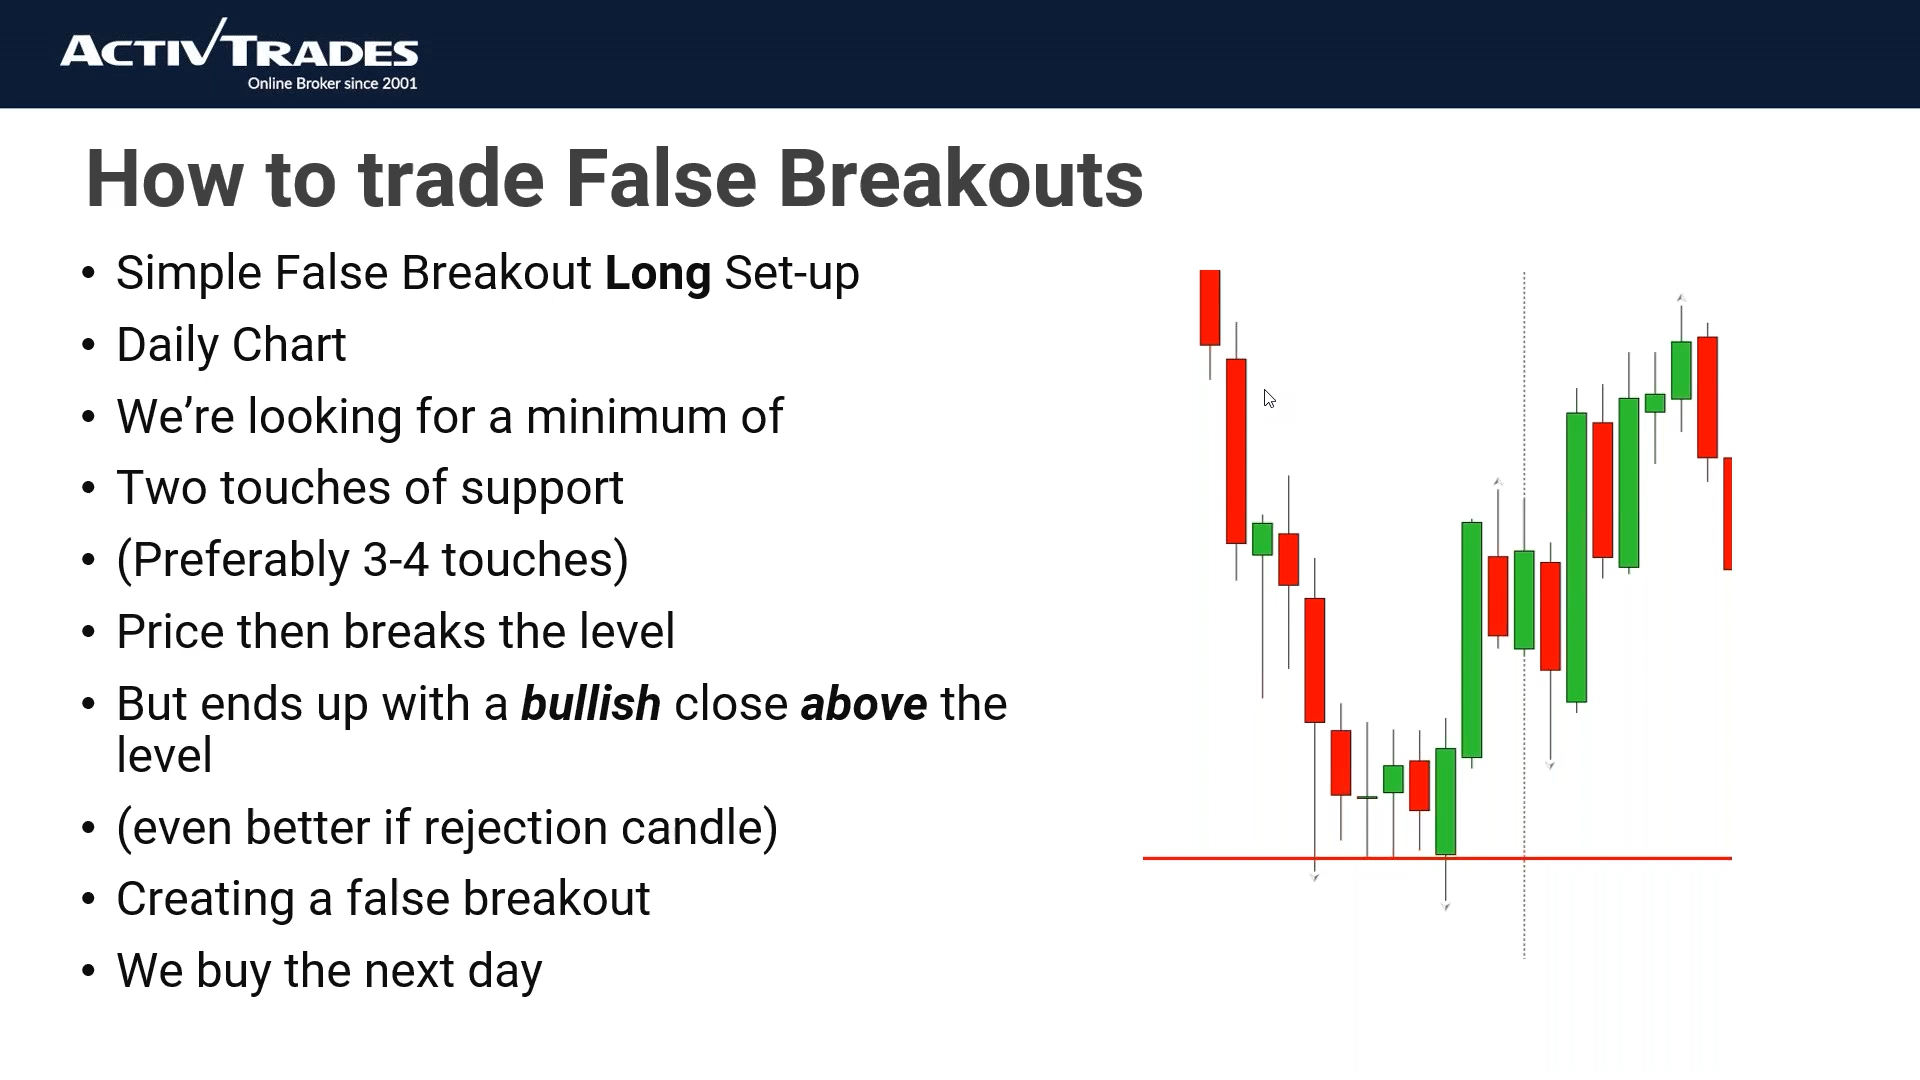 ACTIVTRADES
Online Broker since 2001
How to trade False Breakouts
• Simple False Breakout Long Set-up
• Daily Chart
• We’re looking for a minimum of
• Two touches of support
• (Preferably 3-4 touches)
• Price then breaks the level
• But ends up with a bullish close above the
level
• (even better if rejection candle)
• Creating a false breakout
• We buy the next day